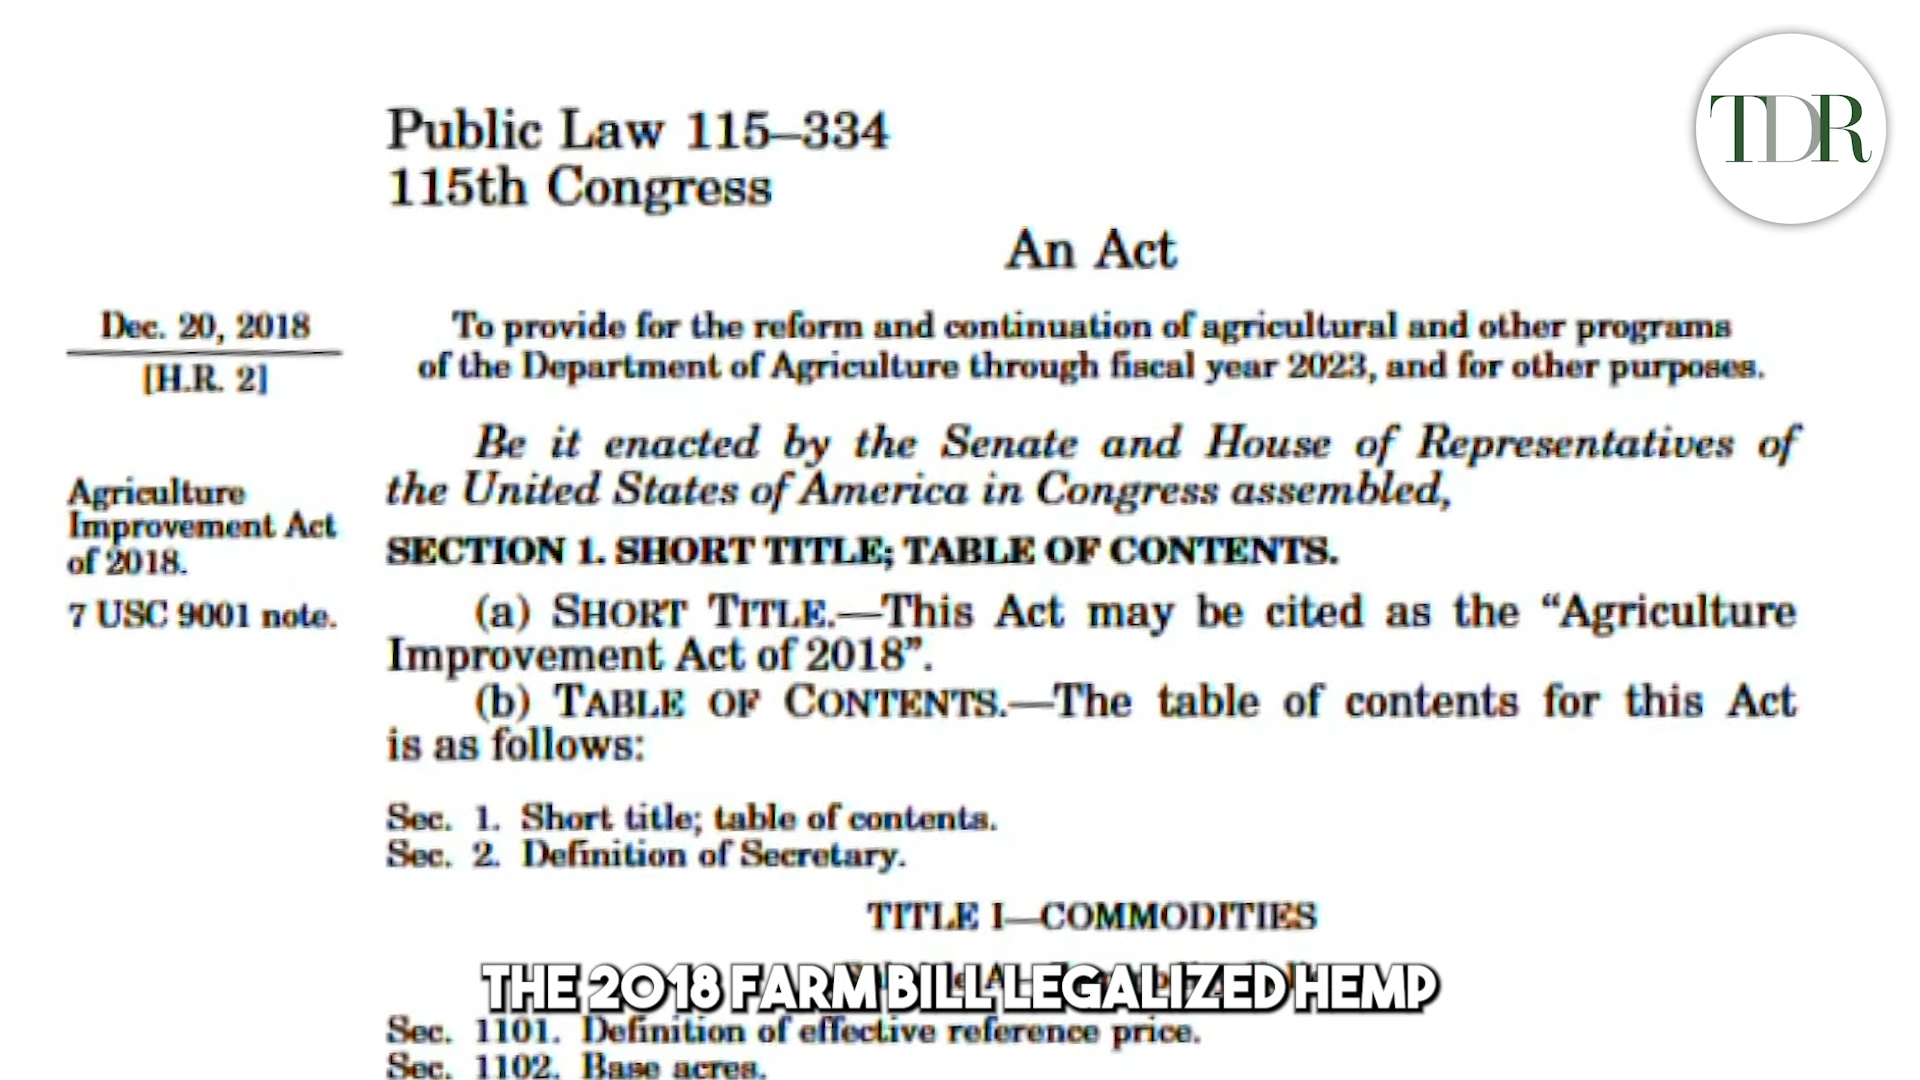 TDR
Public Law 115–334
115th Congress
An Act
Dec. 20, 2018
[H.R. 2]
To provide for the reform and continuation of agricultural and other programs
of the Department of Agriculture through fiscal year 2023, and for other purposes.
Be it enacted by the Senate and House of Representatives of
the United States of America in Congress assembled,
Agriculture
Improvement Act
of 2018.
7 USC 9001 note.
SECTION 1. SHORT TITLE; TABLE OF CONTENTS.
(a) SHORT TITLE.—This Act may be cited as the “Agriculture
Improvement Act of 2018”.
(b) TABLE OF CONTENTS.—The table of contents for this Act
is as follows:
Sec. 1. Short title; table of contents.
Sec. 2. Definition of Secretary.
TITLE I—COMMODITIES
THE 2018 FARM BILL LEGALIZED HEMP
Sec. 1101. Definition of effective reference price.
Sec. 1102. Base acres.